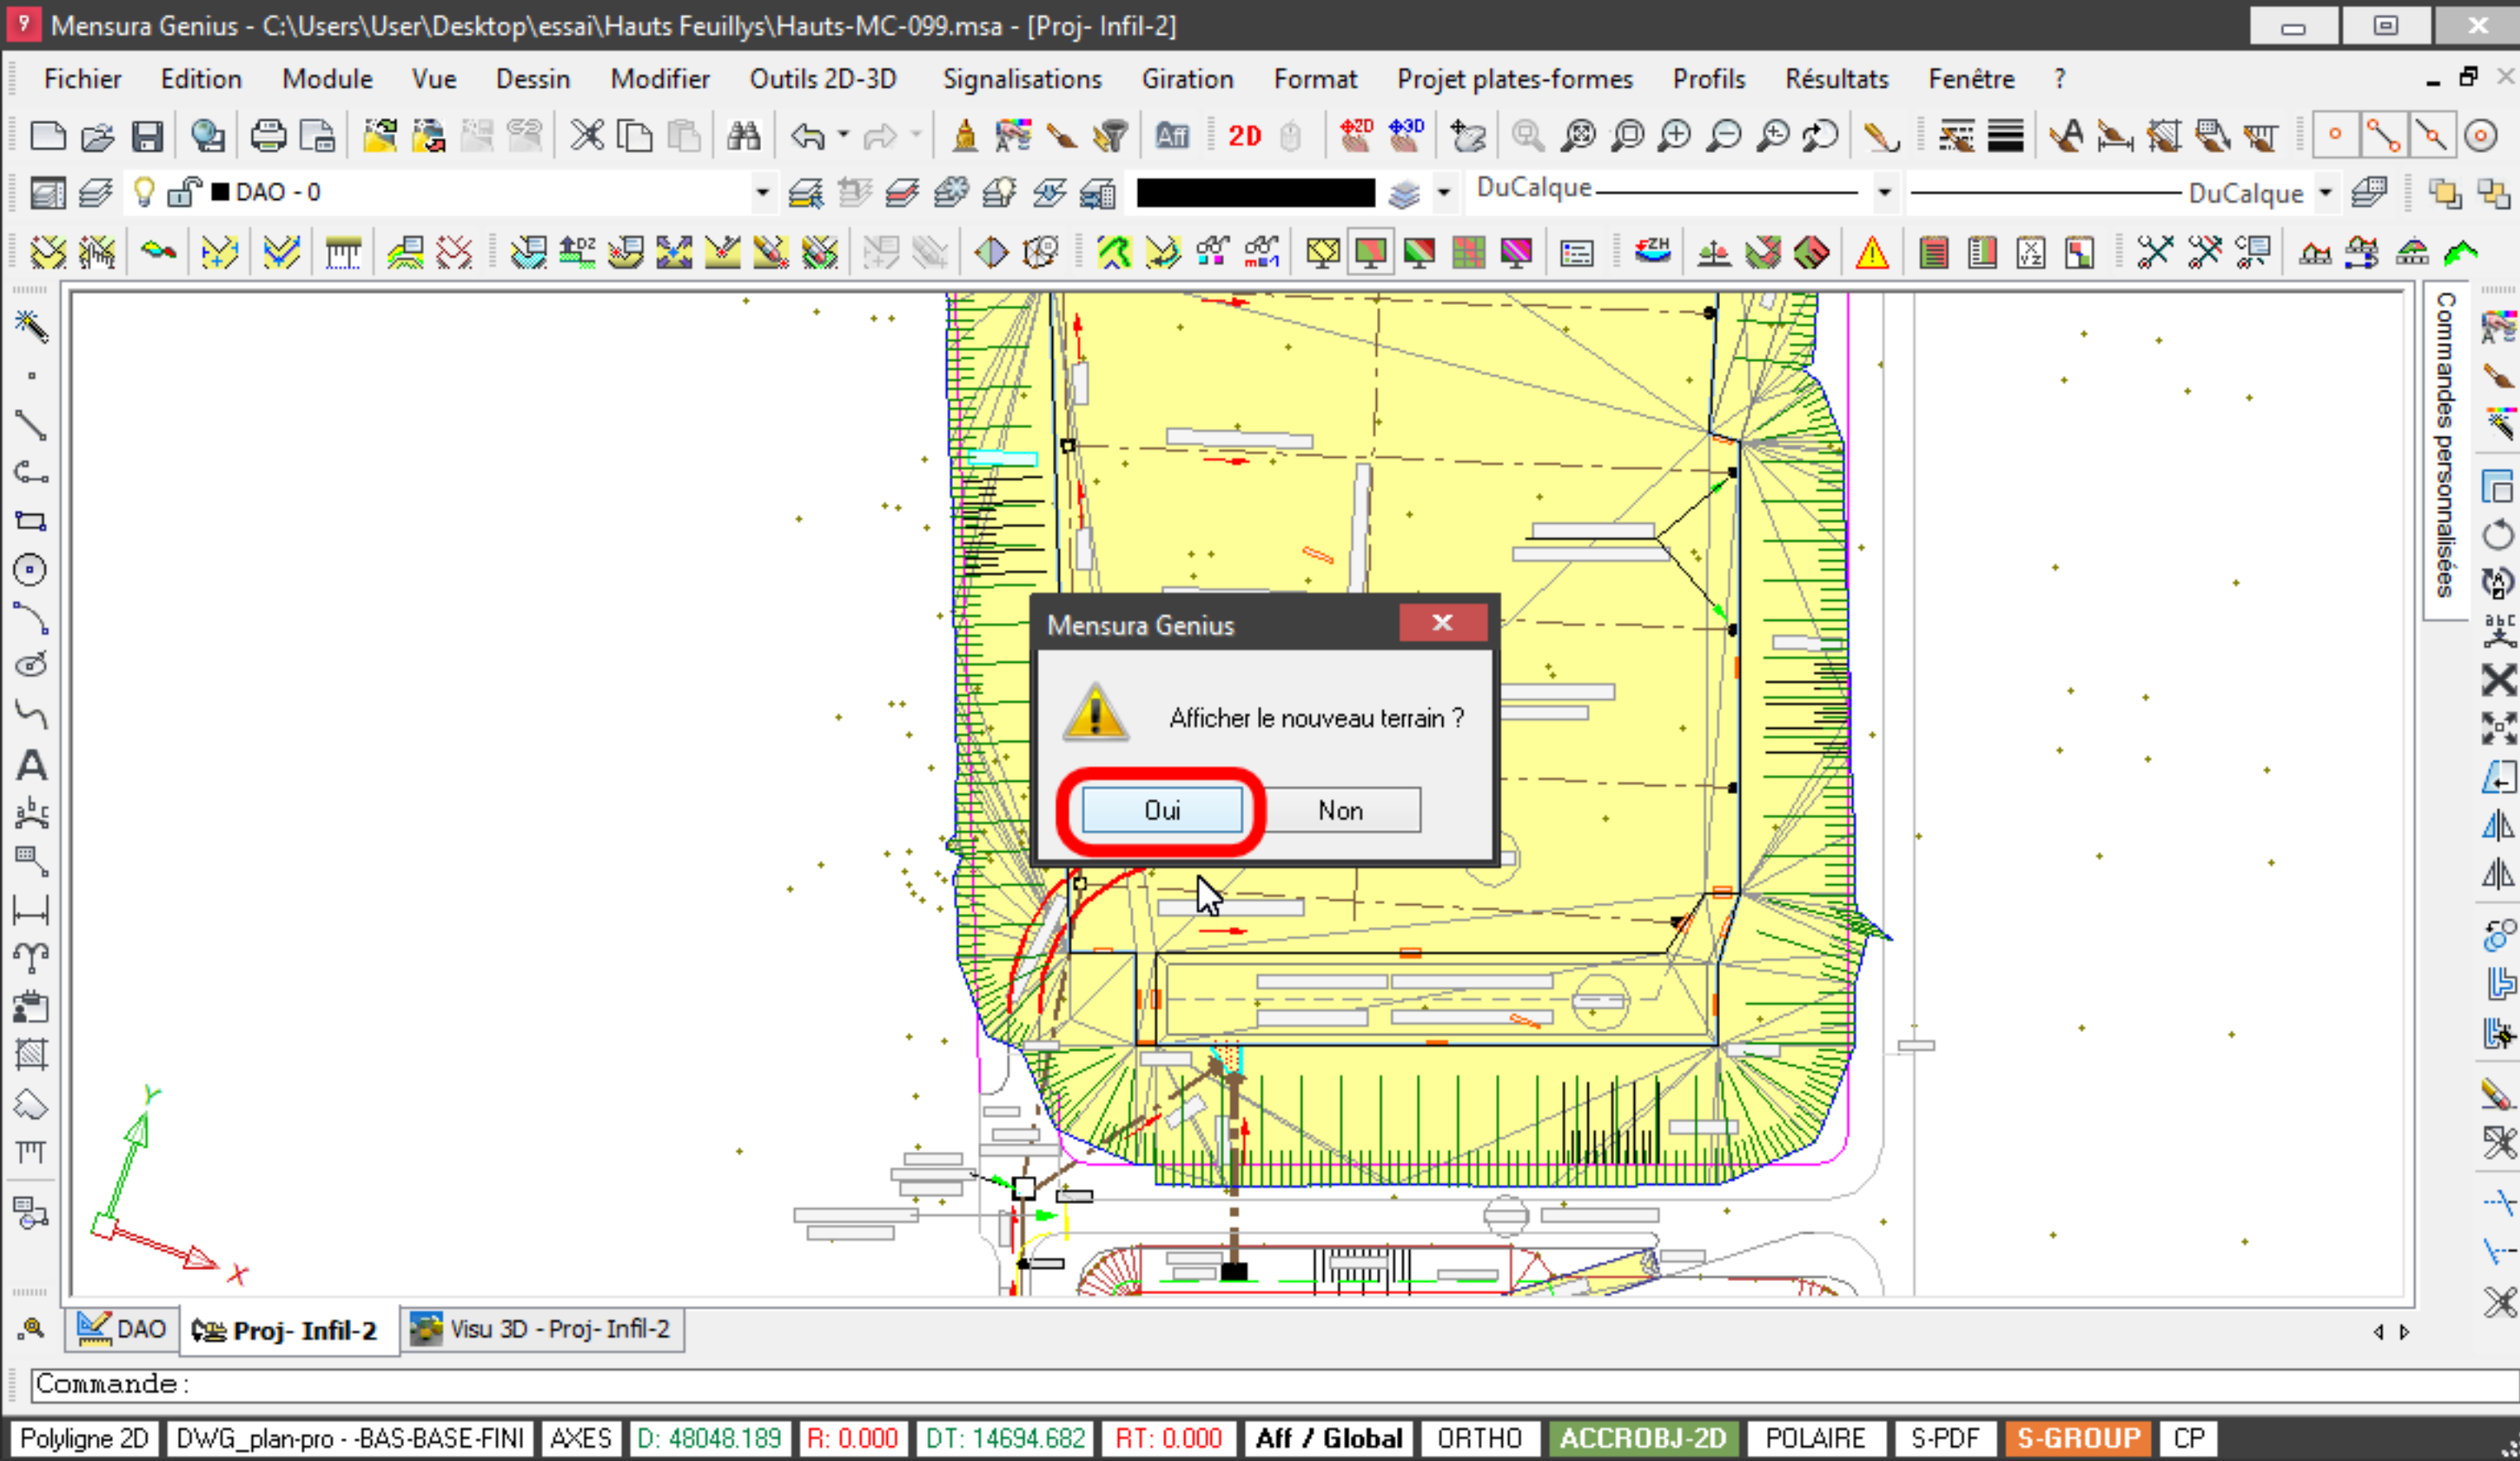 Mensura Genius - C:\Users\User\Desktop\essai\Hauts Feuillys\Hauts-MC-099.msa - [Proj- Infil-2]
Fichier Edition Module Vue Dessin Modifier Outils 2D-3D Signalisations Giration Format Projet plates-formes Profils Résultats Fenêtre ?
Aff 2D
DAO - 0 DuCalque DuCalque
Commandes personnalisées
Mensura Genius
Afficher le nouveau terrain ?
Oui Non
Y
X
DAO Proj- Infil-2 Visu 3D - Proj- Infil-2
Commande:
Polyligne 2D DWG_plan-pro - -BAS-BASE-FINI AXES D: 48048.189 R: 0.000 DT: 14694.682 RT: 0.000 Aff / Global ORTHO ACCROBJ-2D POLAIRE S-PDF S-GROUP CP